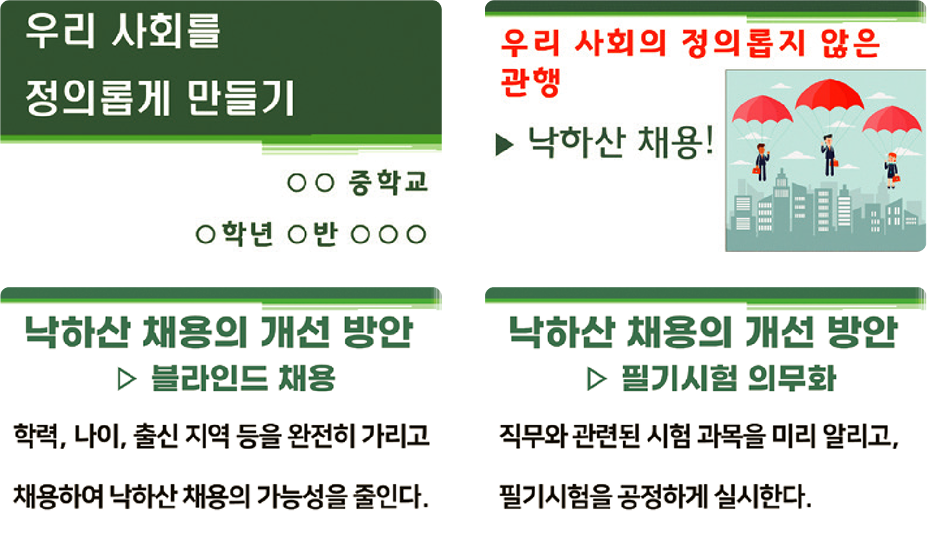 우리 사회를
정의롭게 만들기
○○ 중학교
○학년 ○반 ○○○
우리 사회의 정의롭지 않은
관행
▶ 낙하산 채용!
낙하산 채용의 개선 방안
▷ 블라인드 채용
학력, 나이, 출신 지역 등을 완전히 가리고
채용하여 낙하산 채용의 가능성을 줄인다.
낙하산 채용의 개선 방안
▷ 필기시험 의무화
직무와 관련된 시험 과목을 미리 알리고,
필기시험을 공정하게 실시한다.